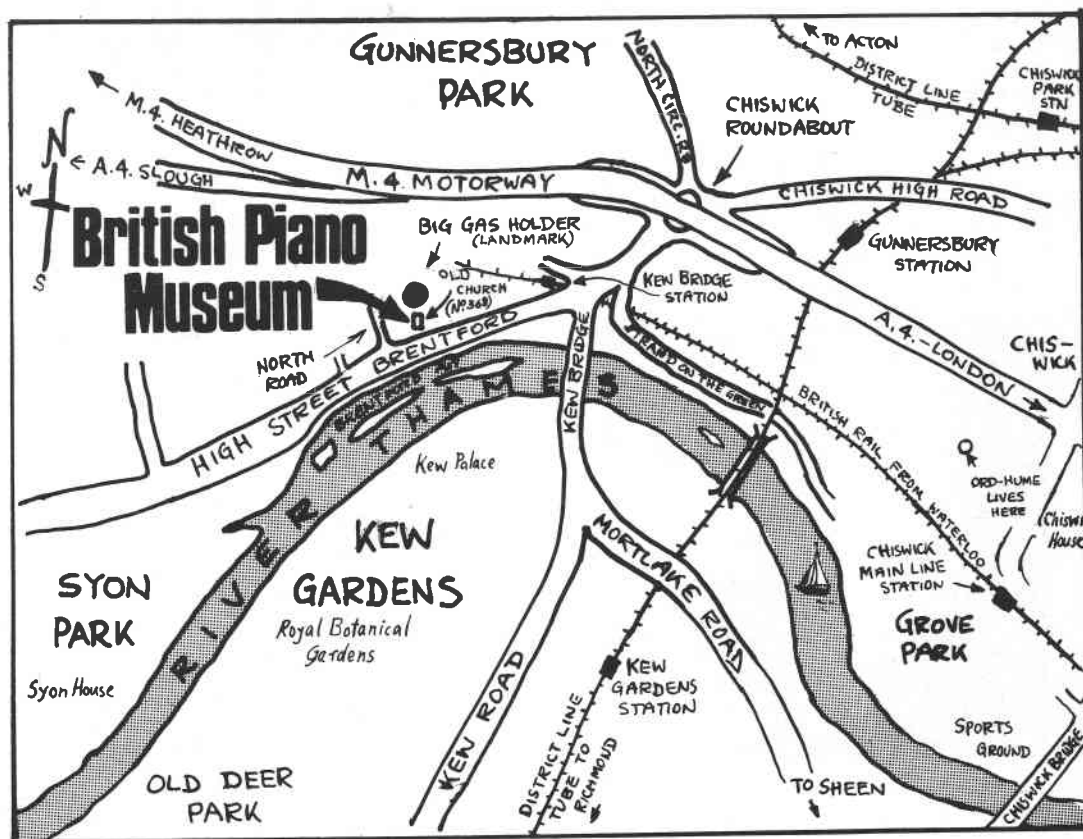 GUNNERSBURY
PARK
NORTH CIRC. RD
TO ACTON
DISTRICT LINE
TUBE
CHISWICK
PARK
STN
CHISWICK
ROUNDABOUT
N
W
S
M.4. HEATHROW
A.4. SLOUGH
M.4. MOTORWAY
CHISWICK HIGH ROAD
British Piano
Museum
BIG GAS HOLDER
(LANDMARK)
OLD
CHURCH
(No 368)
KEW BRIDGE
STATION
GUNNERSBURY
STATION
A.4.-LONDON
CHIS-
WICK
NORTH
ROAD
HIGH STREET BRENTFORD
KEW BRIDGE
STRAND ON THE GREEN
BRITISH RAIL FROM WATERLOO
RIVER THAMES
Kew Palace
ORD-HUME
LIVES
HERE
Chiswi
House
SYON
PARK
Syon House
KEW
GARDENS
Royal Botanical
Gardens
MORTLAKE ROAD
CHISWICK
MAIN LINE
STATION
GROVE
PARK
KEW ROAD
KEW
GARDENS
STATION
DISTRICT LINE
TUBE TO
RICHMOND
SPORTS
GROUND
OLD DEER
PARK
TO SHEEN
CHISWICK BRIDGE